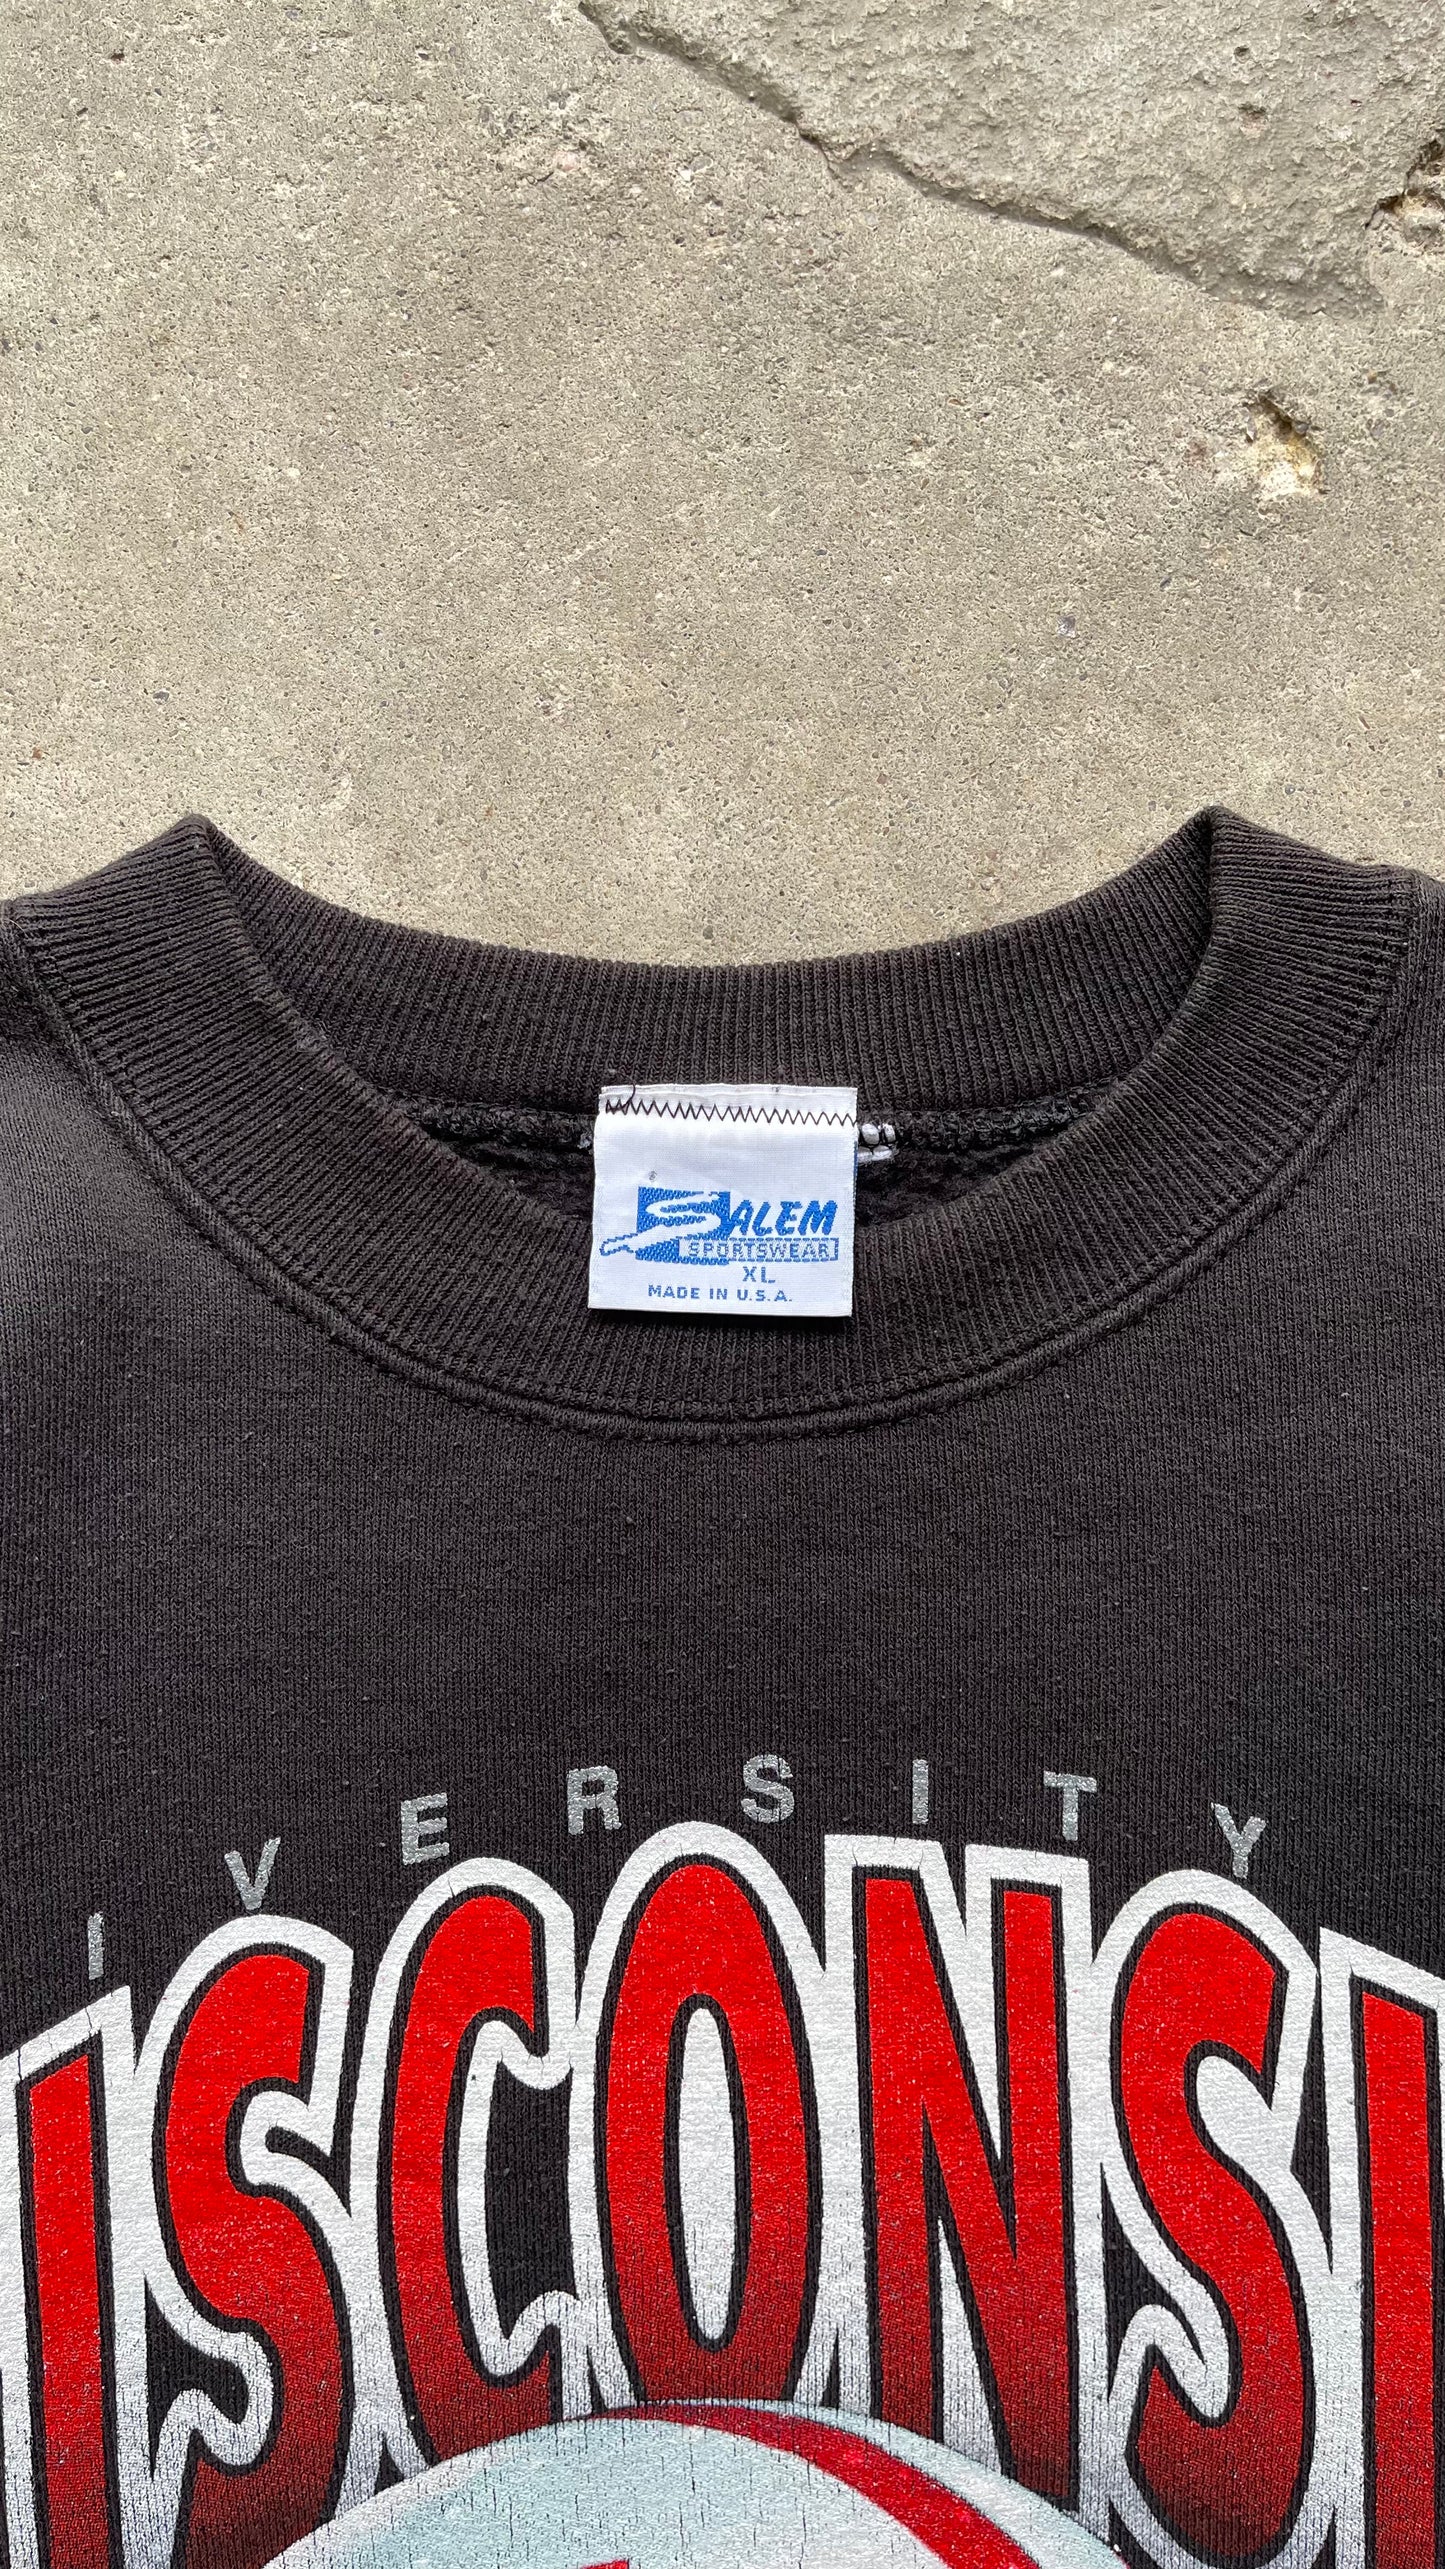 SALEM
SPORTSWEAR
XL
MADE IN U.S.A.
IVERSITY
ISCONSI